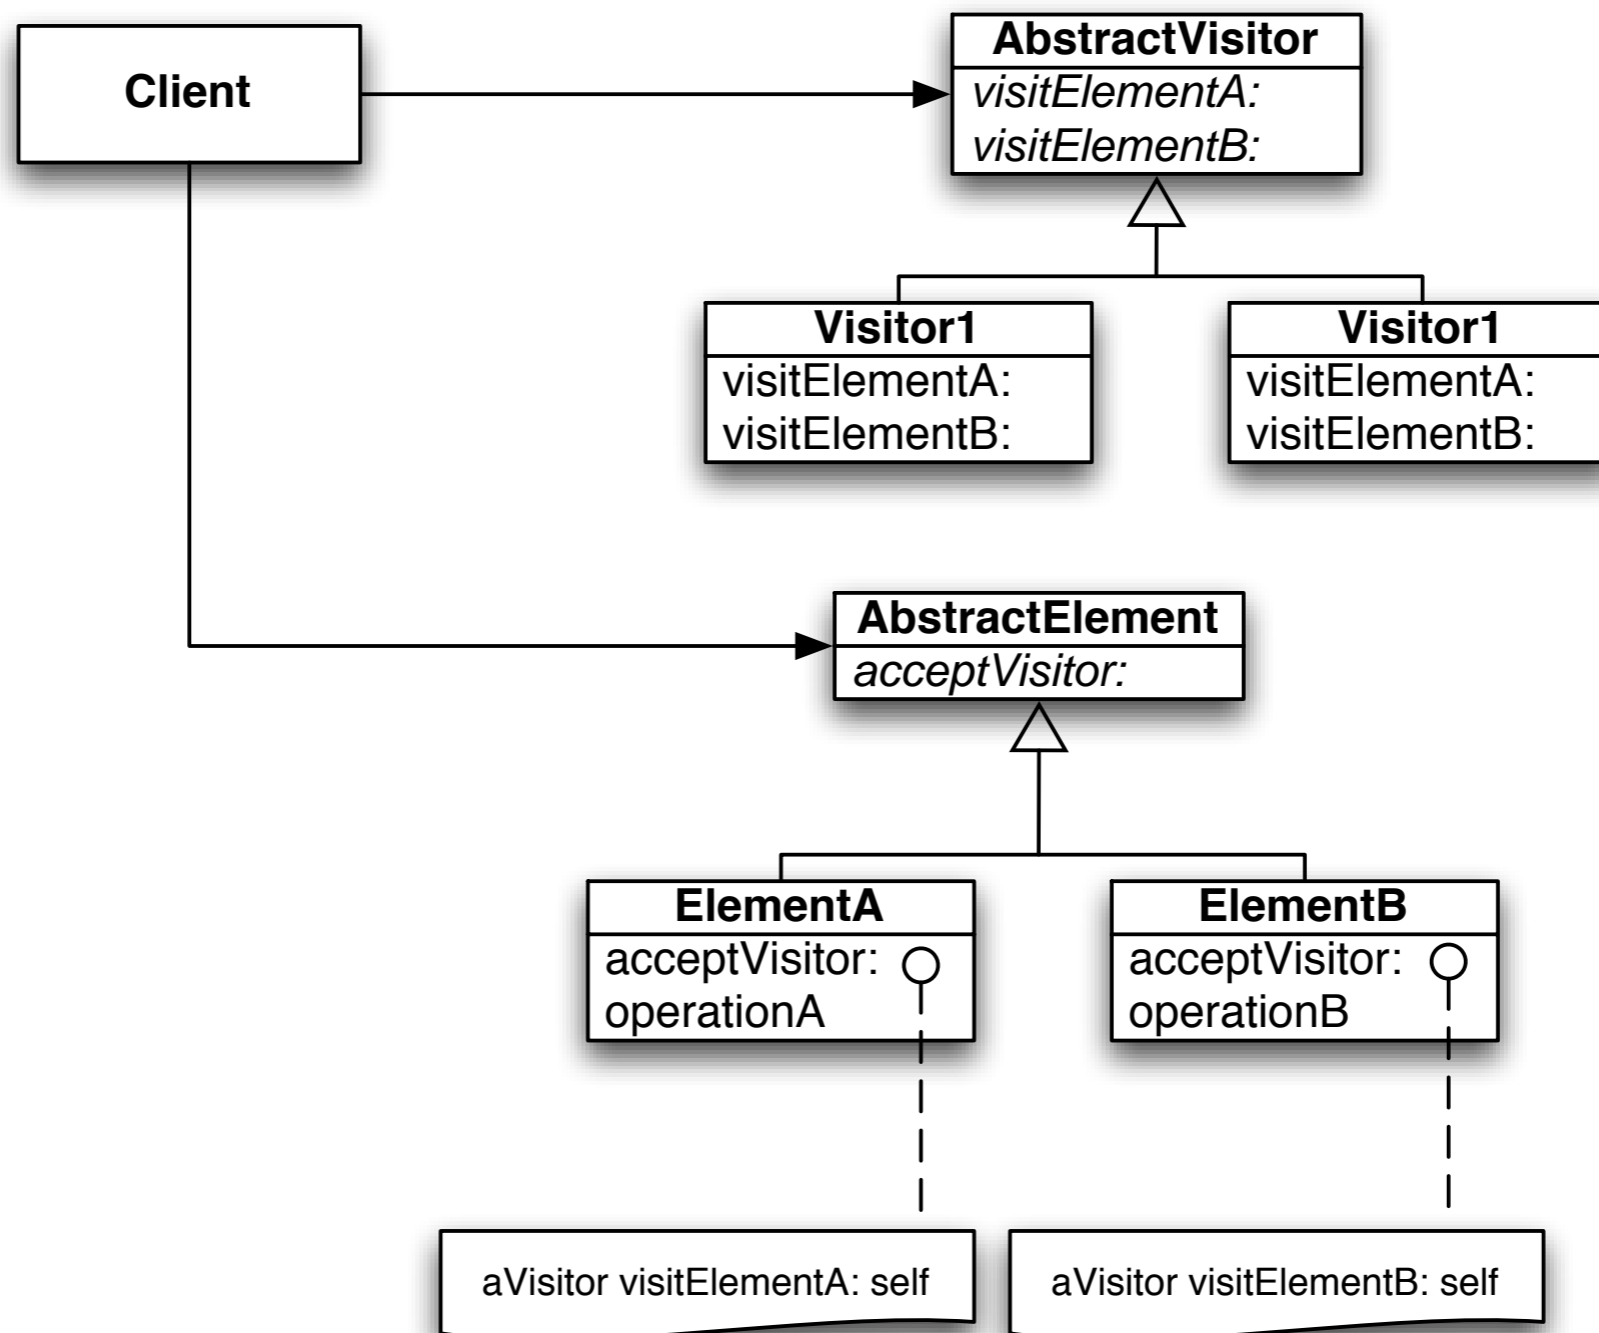 Client
AbstractVisitor
visitElementA:
visitElementB:
Visitor1
visitElementA:
visitElementB:
Visitor1
visitElementA:
visitElementB:
AbstractElement
acceptVisitor:
ElementA
acceptVisitor:
operationA
ElementB
acceptVisitor:
operationB
aVisitor visitElementA: self
aVisitor visitElementB: self